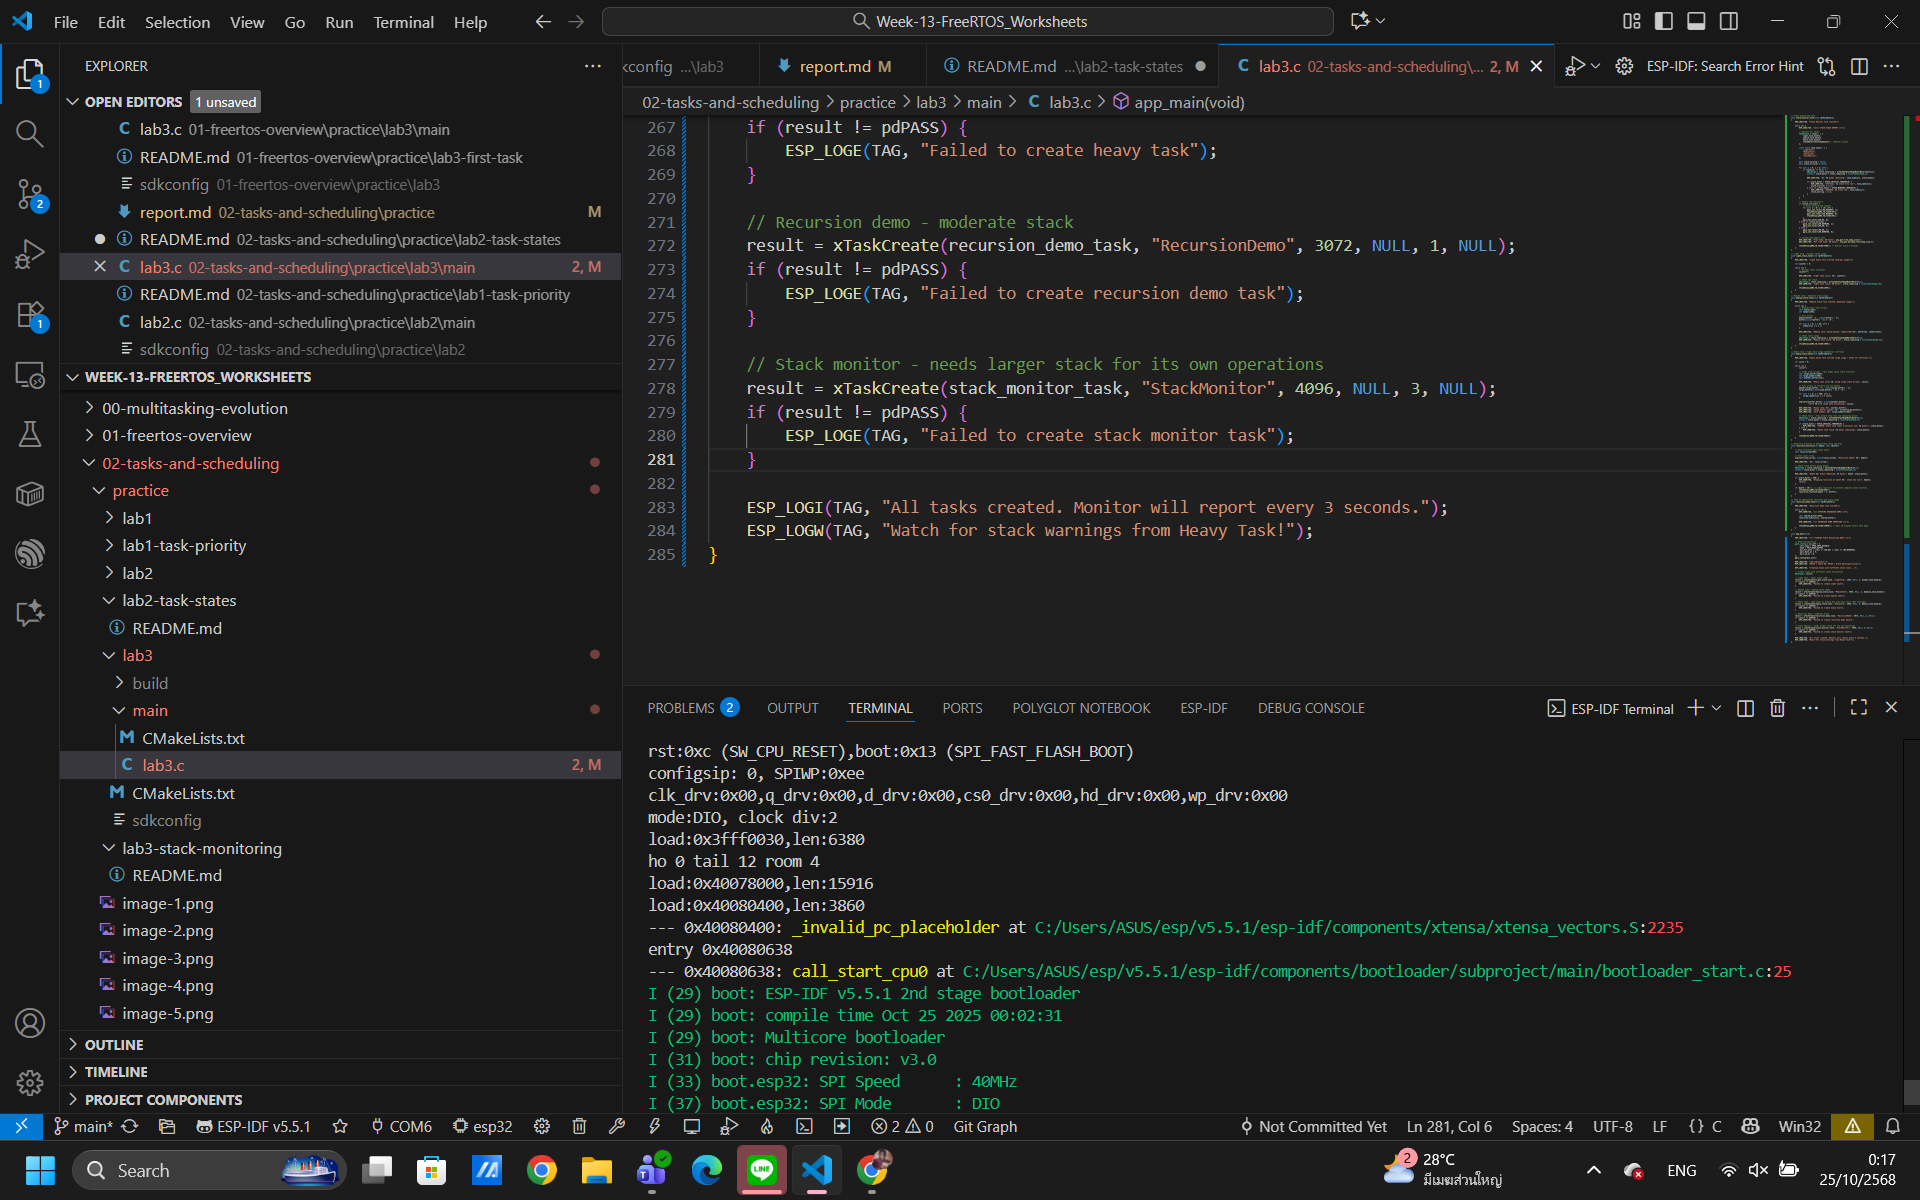 File Edit Selection View Go Run Terminal Help
Week-13-FreeRTOS_Worksheets
EXPLORER
OPEN EDITORS 1 unsaved
lab3.c 01-freertos-overview\practice\lab3\main
README.md 01-freertos-overview\practice\lab3-first-task
sdkconfig 01-freertos-overview\practice\lab3
report.md 02-tasks-and-scheduling\practice M
README.md 02-tasks-and-scheduling\practice\lab2-task-states
lab3.c 02-tasks-and-scheduling\practice\lab3\main 2, M
README.md 02-tasks-and-scheduling\practice\lab1-task-priority
lab2.c 02-tasks-and-scheduling\practice\lab2\main
sdkconfig 02-tasks-and-scheduling\practice\lab2
WEEK-13-FREERTOS_WORKSHEETS
00-multitasking-evolution
01-freertos-overview
02-tasks-and-scheduling
practice
lab1
lab1-task-priority
lab2
lab2-task-states
README.md
lab3
build
main
CMakeLists.txt
lab3.c 2, M
CMakeLists.txt
sdkconfig
lab3-stack-monitoring
README.md
image-1.png
image-2.png
image-3.png
image-4.png
image-5.png
OUTLINE
TIMELINE
PROJECT COMPONENTS
kconfig ...\lab3
report.md M
README.md ...\lab2-task-states
lab3.c 02-tasks-and-scheduling\... 2, M
ESP-IDF: Search Error Hint
02-tasks-and-scheduling > practice > lab3 > main > C lab3.c > app_main(void)
267 if (result != pdPASS) {
268 ESP_LOGE(TAG, "Failed to create heavy task");
269 }
270
271 // Recursion demo - moderate stack
272 result = xTaskCreate(recursion_demo_task, "RecursionDemo", 3072, NULL, 1, NULL);
273 if (result != pdPASS) {
274 ESP_LOGE(TAG, "Failed to create recursion demo task");
275 }
276
277 // Stack monitor - needs larger stack for its own operations
278 result = xTaskCreate(stack_monitor_task, "StackMonitor", 4096, NULL, 3, NULL);
279 if (result != pdPASS) {
280 ESP_LOGE(TAG, "Failed to create stack monitor task");
281 }
282
283 ESP_LOGI(TAG, "All tasks created. Monitor will report every 3 seconds.");
284 ESP_LOGW(TAG, "Watch for stack warnings from Heavy Task!");
285 }
PROBLEMS 2 OUTPUT TERMINAL PORTS POLYGLOT NOTEBOOK ESP-IDF DEBUG CONSOLE
ESP-IDF Terminal
rst:0xc (SW_CPU_RESET),boot:0x13 (SPI_FAST_FLASH_BOOT)
configsip: 0, SPIWP:0xee
clk_drv:0x00,q_drv:0x00,d_drv:0x00,cs0_drv:0x00,hd_drv:0x00,wp_drv:0x00
mode:DIO, clock div:2
load:0x3fff0030,len:6380
ho 0 tail 12 room 4
load:0x40078000,len:15916
load:0x40080400,len:3860
--- 0x40080400: _invalid_pc_placeholder at C:/Users/ASUS/esp/v5.5.1/esp-idf/components/xtensa/xtensa_vectors.S:2235
entry 0x40080638
--- 0x40080638: call_start_cpu0 at C:/Users/ASUS/esp/v5.5.1/esp-idf/components/bootloader/subproject/main/bootloader_start.c:25
I (29) boot: ESP-IDF v5.5.1 2nd stage bootloader
I (29) boot: compile time Oct 25 2025 00:02:31
I (29) boot: Multicore bootloader
I (31) boot: chip revision: v3.0
I (33) boot.esp32: SPI Speed : 40MHz
I (37) boot.esp32: SPI Mode : DIO
main* ESP-IDF v5.5.1 COM6 esp32 2 0 Git Graph
Not Committed Yet Ln 281, Col 6 Spaces: 4 UTF-8 LF {} C Win32
Search
2 28°C
มีเมฆส่วนใหญ่
ENG
0:17
25/10/2568